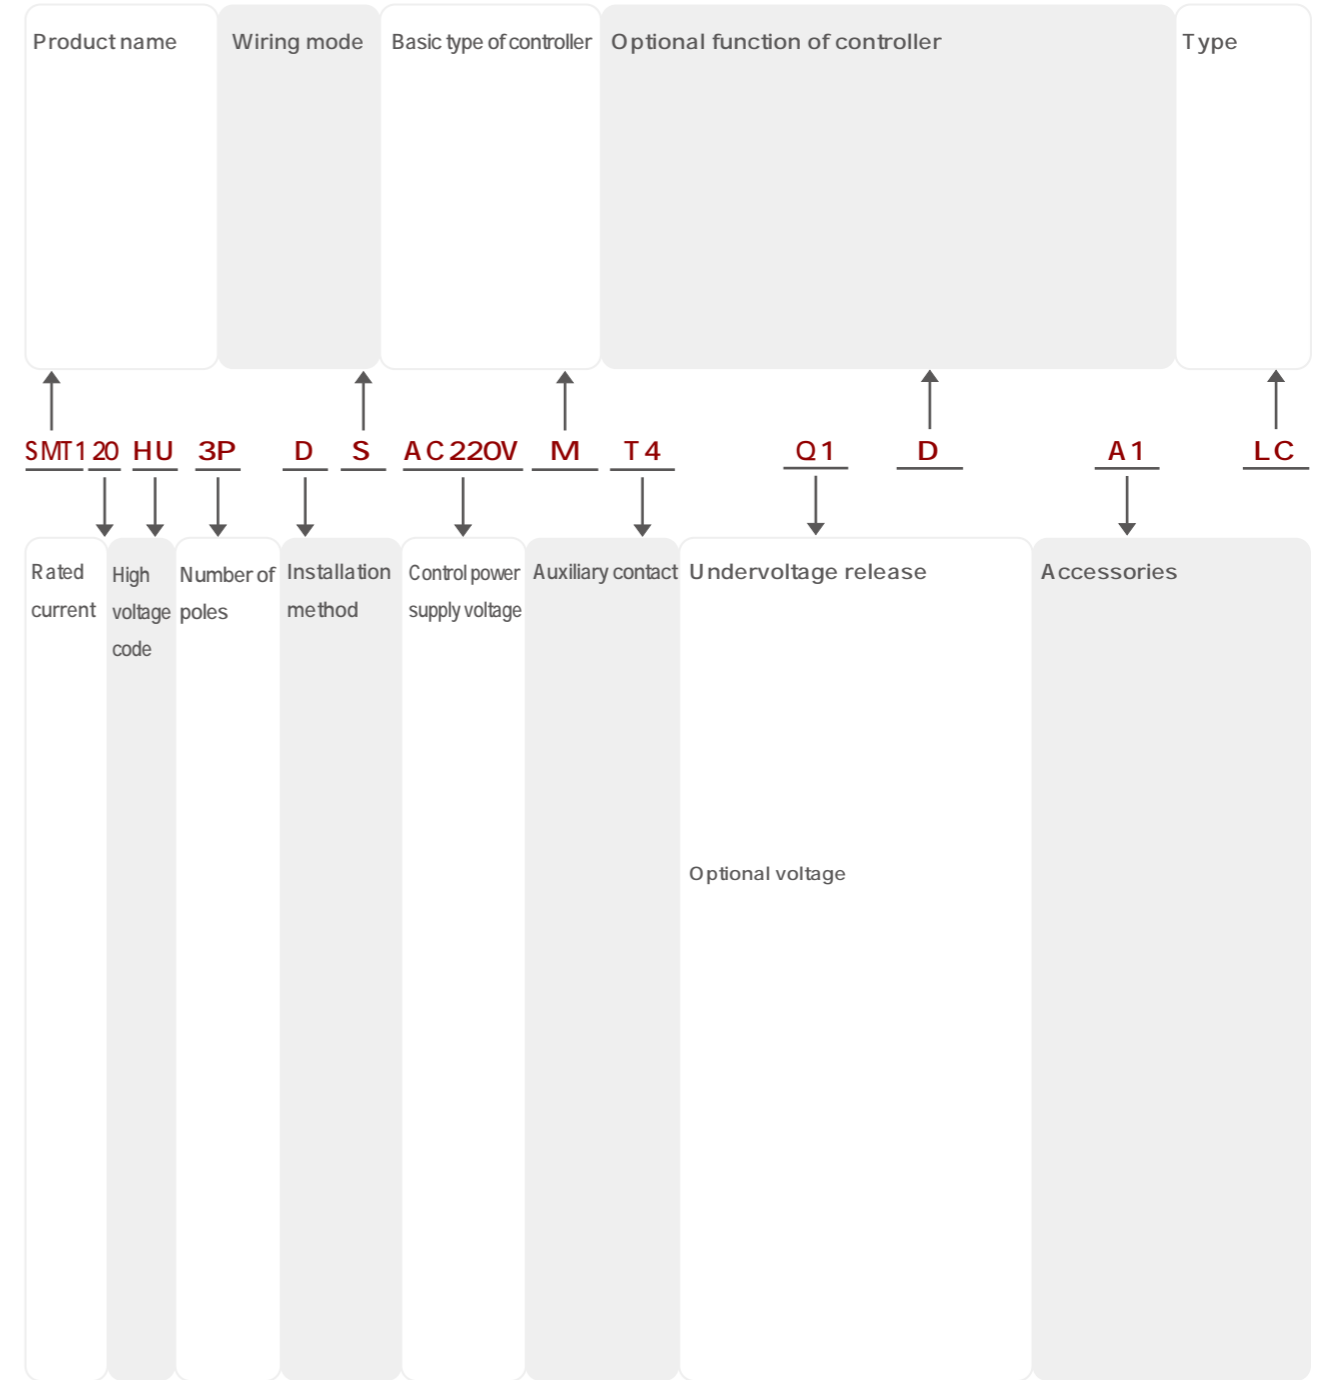 Product name
Wiring mode
Basic type of controller
Optional function of controller
Type
SMT1 20 HU 3P D S AC220V M T4 Q1 D A1 LC
Rated
current
High
voltage
code
Number of
poles
Installation
method
Control power
supply voltage
Auxiliary contact
Undervoltage release
Optional voltage
Accessories